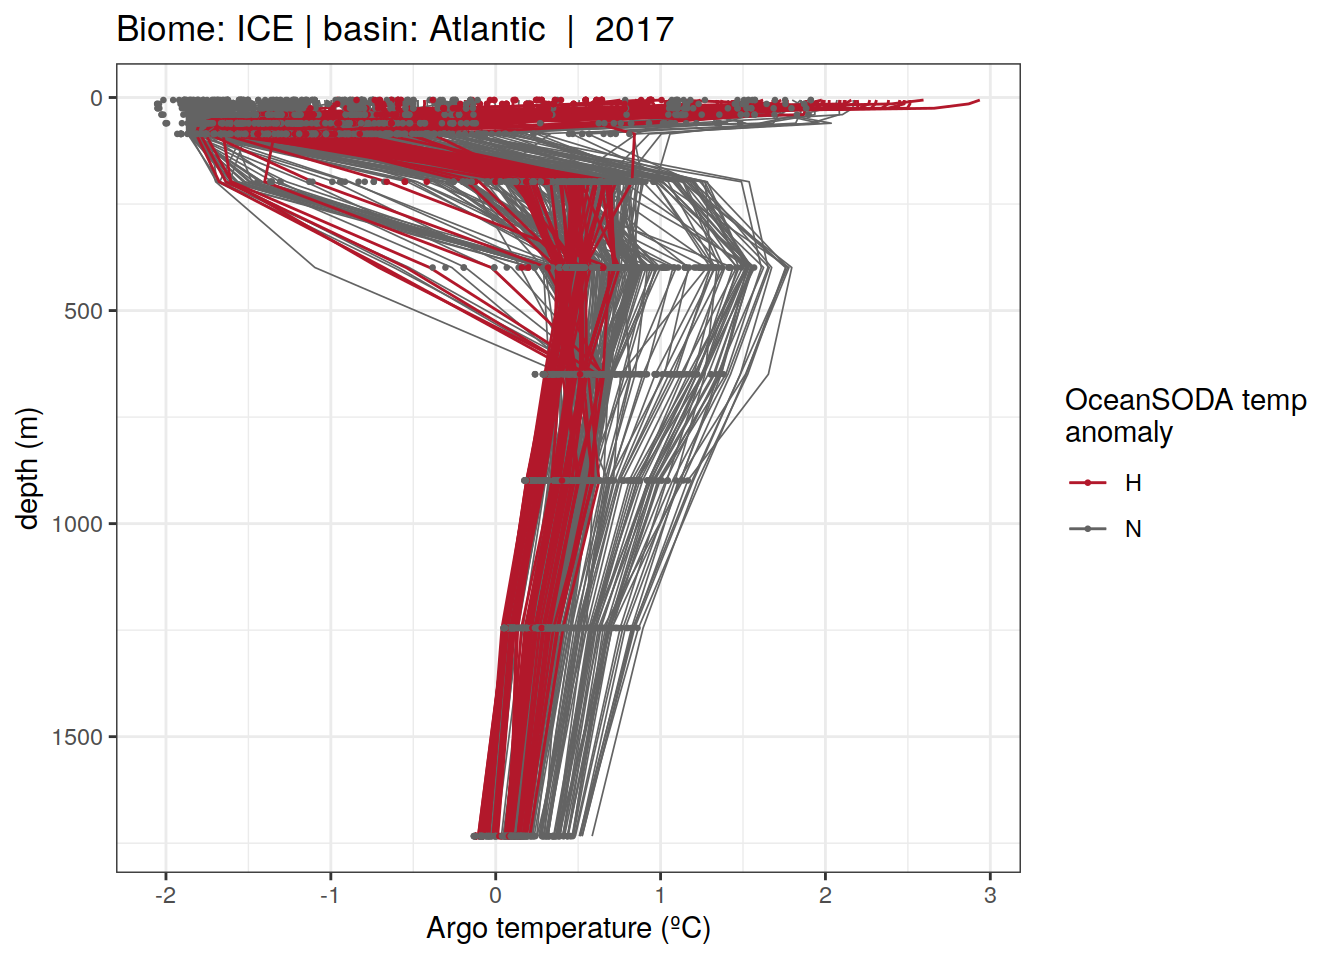 Biome: ICE | basin: Atlantic  |  2017
0
500
1000
1500
depth (m)
-2
-1
0
1
2
3
Argo temperature (ºC)
OceanSODA temp
anomaly
H
N